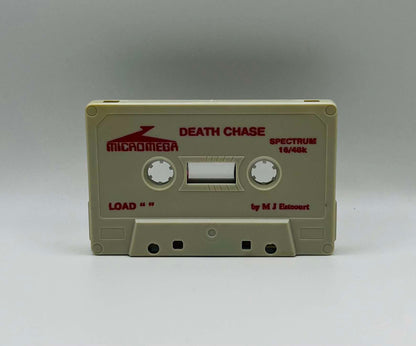 DEATH CHASE
MICROMEGA
SPECTRUM
16/48k
LOAD " "
by M J Estcourt